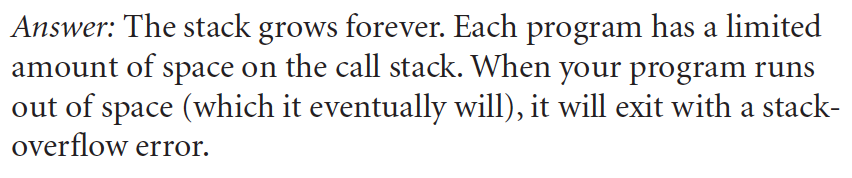 Answer: The stack grows forever. Each program has a limited
amount of space on the call stack. When your program runs
out of space (which it eventually will), it will exit with a stack-
overflow error.